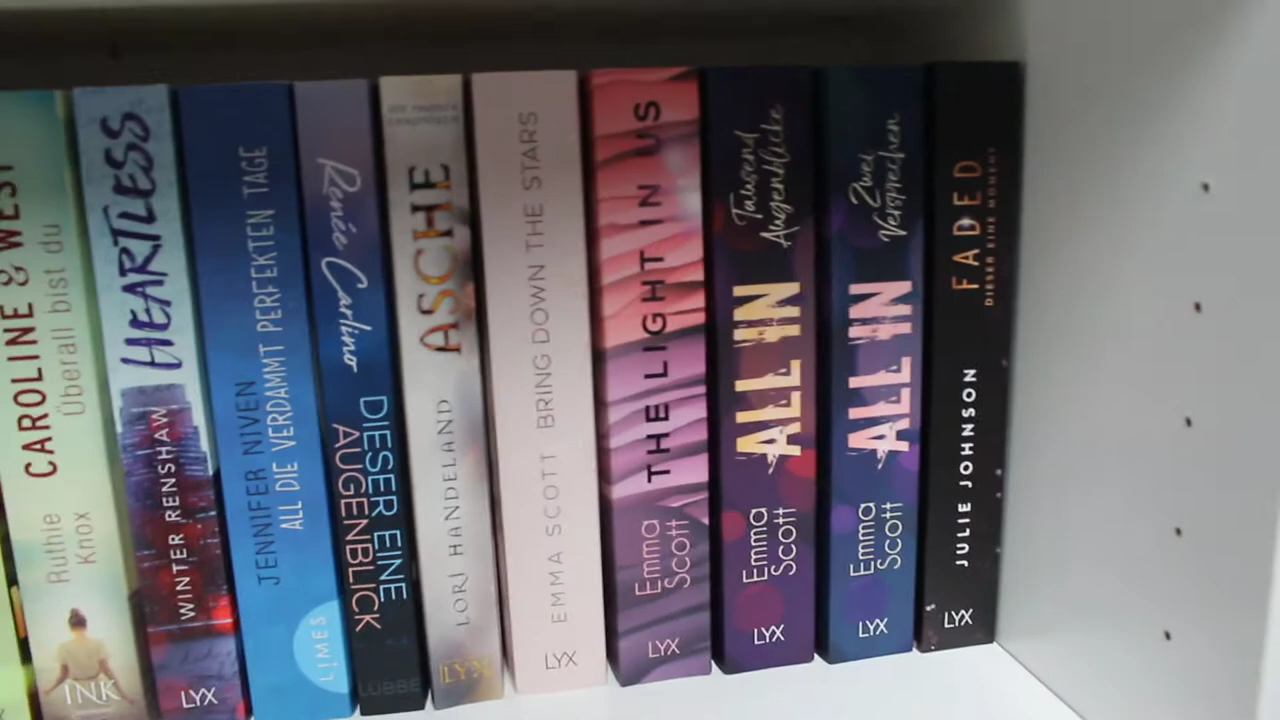 CAROLINE & WEST
Überall bist du
Ruthie
Knox
INK
HEARTLESS
WINTER RENSHAW
LYX
JENNIFER NIVEN
ALL DIE VERDAMMT PERFEKTEN TAGE
LIMES
Renée Carlino
DIESER EINE
AUGENBLICK
LÜBBE
ASCHE
LORI HANDELAND
LYX
EMMA SCOTT BRING DOWN THE STARS
LYX
THE LIGHT IN US
Emma
Scott
LYX
Tausend
Augenblicke
ALL IN
Emma
Scott
LYX
Zwei
Versprechen
ALL IN
Emma
Scott
LYX
FADED
DIESER EINE MOMENT
JULIE JOHNSON
LYX